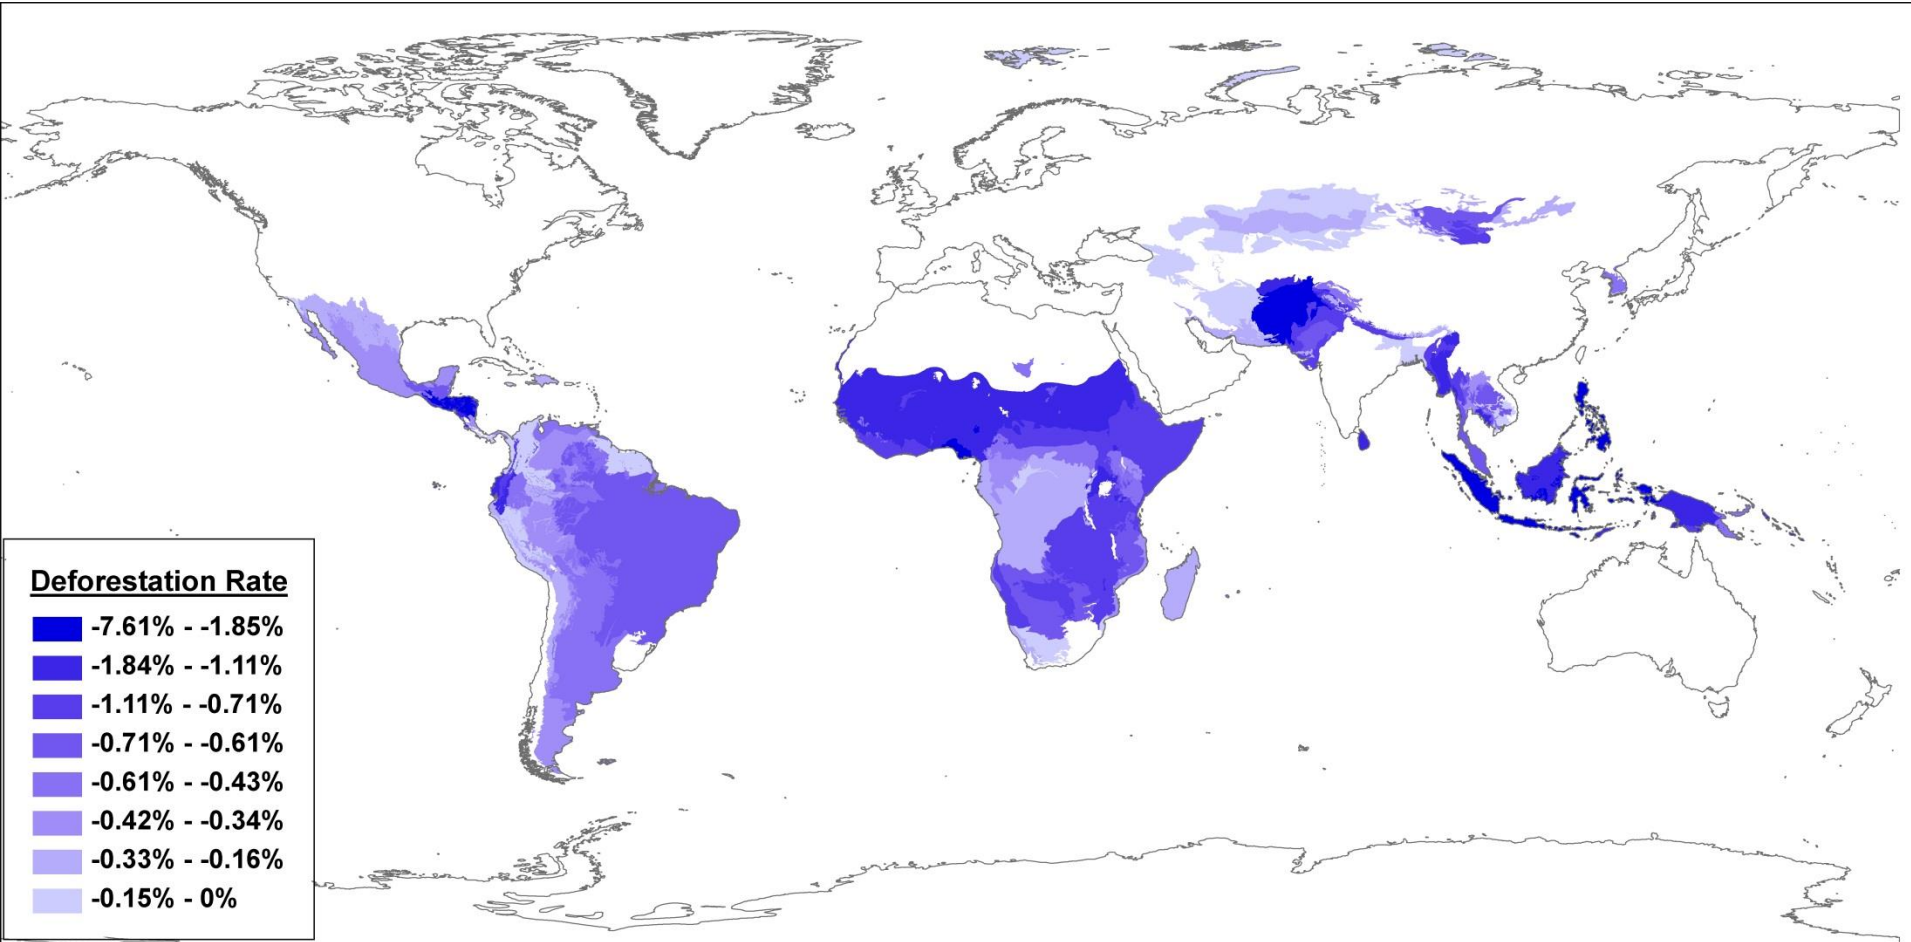 Deforestation Rate
-7.61% - -1.85%
-1.84% - -1.11%
-1.11% - -0.71%
-0.71% - -0.61%
-0.61% - -0.43%
-0.42% - -0.34%
-0.33% - -0.16%
-0.15% - 0%